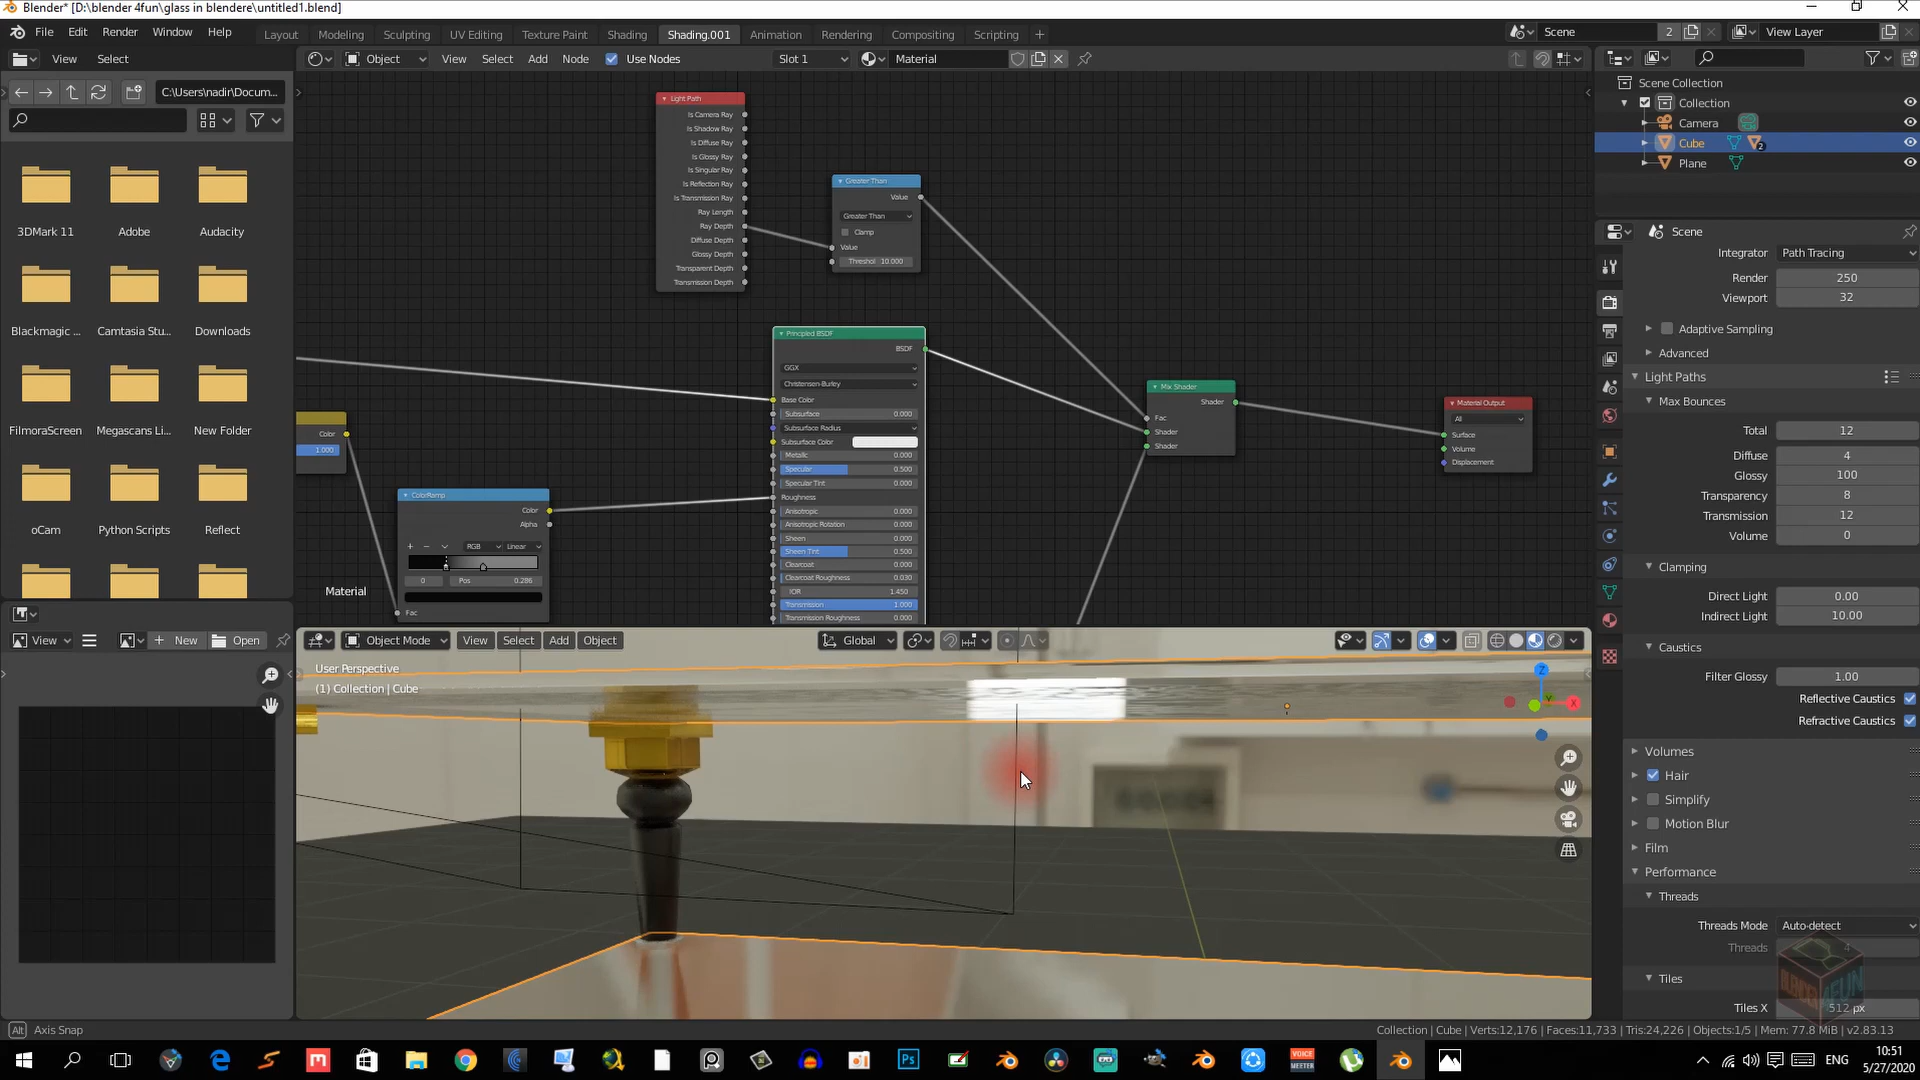 Blender* [D:\blender 4fun\glass in blendere\untitled1.blend]
File Edit Render Window Help
Layout Modeling Sculpting UV Editing Texture Paint Shading Shading.001 Animation Rendering Compositing Scripting +
Scene 2 View Layer
View Select
Object View Select Add Node Use Nodes Slot 1 Material
C:\Users\nadir\Docum...
3DMark 11 Adobe Audacity
Blackmagic ... Camtasia Stu... Downloads
FilmoraScreen Megascans Li... New Folder
oCam Python Scripts Reflect
Light Path
Is Camera Ray
Is Shadow Ray
Is Diffuse Ray
Is Glossy Ray
Is Singular Ray
Is Reflection Ray
Is Transmission Ray
Ray Length
Ray Depth
Diffuse Depth
Glossy Depth
Transparent Depth
Transmission Depth
Greater Than
Value
Greater Than
Clamp
Value
Threshol 10.000
Principled BSDF
BSDF
GGX
Christensen-Burley
Base Color
Subsurface 0.000
Subsurface Radius
Subsurface Color
Metallic 0.000
Specular 0.500
Specular Tint 0.000
Roughness
Anisotropic 0.000
Anisotropic Rotation 0.000
Sheen 0.000
Sheen Tint 0.500
Clearcoat 0.000
Clearcoat Roughness 0.030
IOR 1.450
Transmission 1.000
Transmission Roughness 0.000
Color
1.000
ColorRamp
Color
Alpha
+ − RGB Linear
0 Pos 0.286
Fac
Material
Mix Shader
Shader
Fac
Shader
Shader
Material Output
All
Surface
Volume
Displacement
Scene Collection
Collection
Camera
Cube 2
Plane
Scene
Integrator Path Tracing
Render 250
Viewport 32
Adaptive Sampling
Advanced
Light Paths
Max Bounces
Total 12
Diffuse 4
Glossy 100
Transparency 8
Transmission 12
Volume 0
Clamping
Direct Light 0.00
Indirect Light 10.00
Caustics
Filter Glossy 1.00
Reflective Caustics
Refractive Caustics
Volumes
Hair
Simplify
Motion Blur
Film
Performance
Threads
Threads Mode Auto-detect
Threads 4
Tiles
Tiles X 512 px
View + New Open
Object Mode View Select Add Object Global
User Perspective
(1) Collection | Cube
Z
X
Y
BLENDER 4FUN
Alt Axis Snap
Collection | Cube | Verts:12,176 | Faces:11,733 | Tris:24,226 | Objects:1/5 | Mem: 77.8 MiB | v2.83.13
Ps
VOICE MEETER
ENG
10:51
5/27/2020